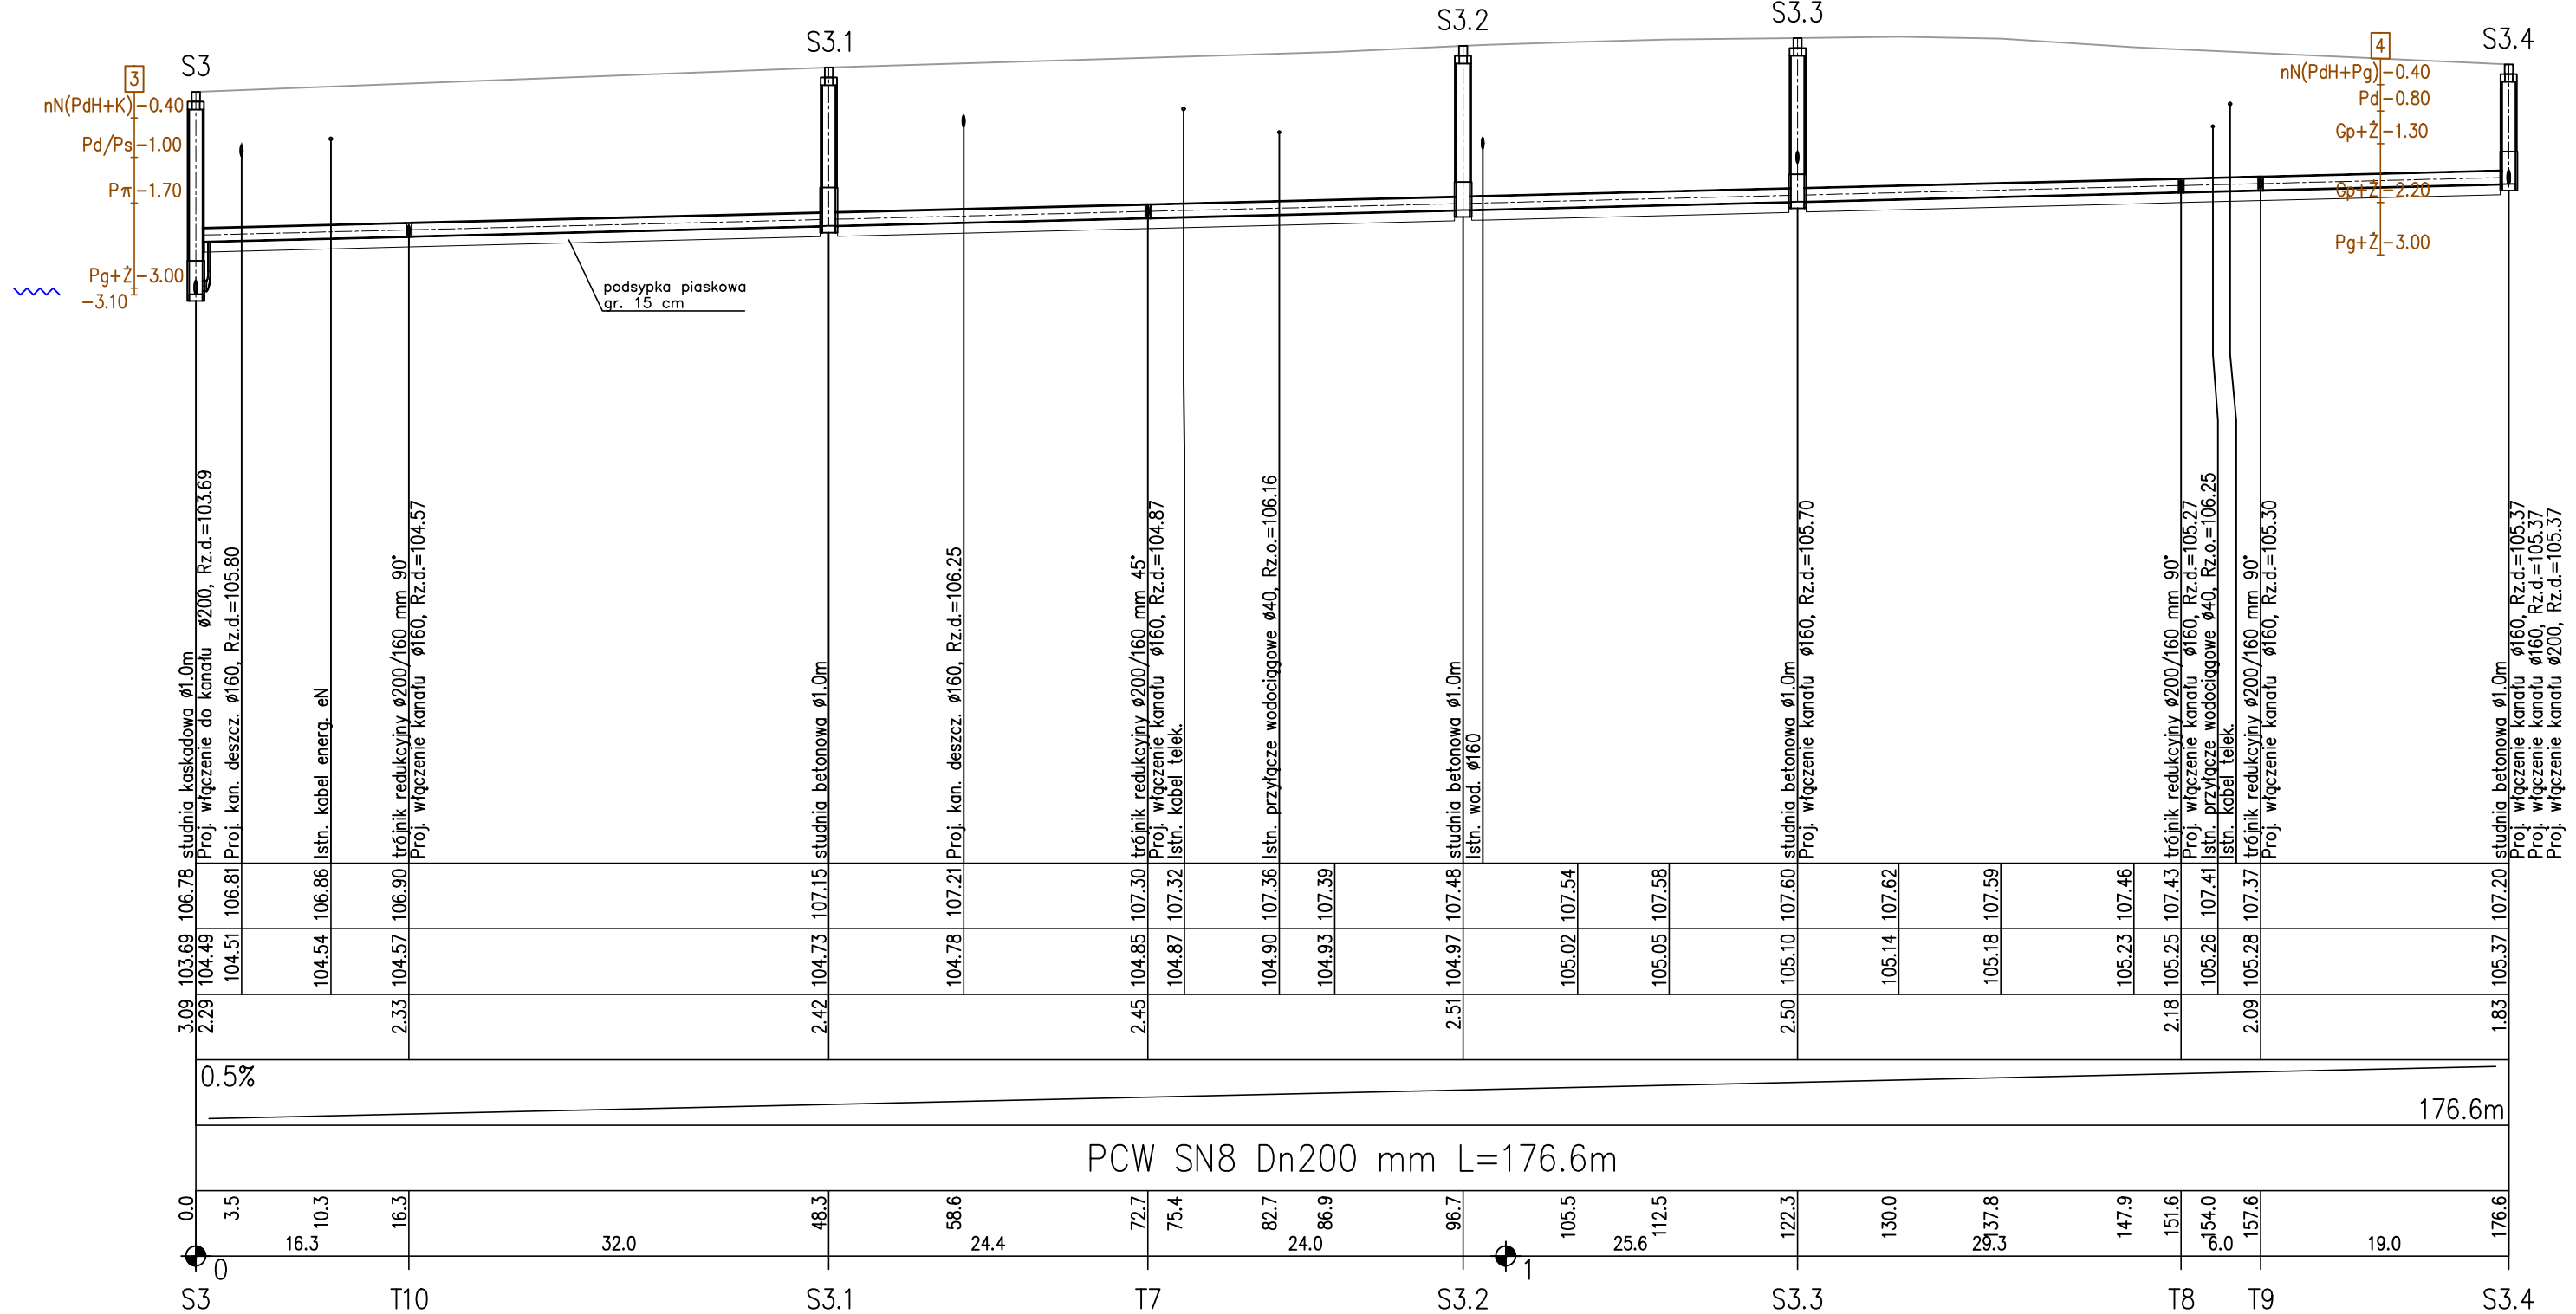 S3
S3.1
S3.2
S3.3
S3.4
3
nN(PdH+K) -0.40
Pd/Ps -1.00
Pπ -1.70
Pg+Ż -3.00
-3.10
4
nN(PdH+Pg) -0.40
Pd -0.80
Gp+Ż -1.30
Gp+Ż -2.20
Pg+Ż -3.00
podsypka piaskowa
gr. 15 cm
studnia kaskadowa ø1.0m
Proj. włączenie do kanału ø200, Rz.d.=103.69
Proj. kan. deszcz. ø160, Rz.d.=105.80
Istn. kabel energ. eN
trójnik redukcyjny ø200/160 mm 90°
Proj. włączenie kanału ø160, Rz.d.=104.57
studnia betonowa ø1.0m
Proj. kan. deszcz. ø160, Rz.d.=106.25
trójnik redukcyjny ø200/160 mm 45°
Proj. włączenie kanału ø160, Rz.d.=104.87
Istn. kabel telek.
Istn. przyłącze wodociągowe ø40, Rz.o.=106.16
studnia betonowa ø1.0m
Istn. wod. ø160
studnia betonowa ø1.0m
Proj. włączenie kanału ø160, Rz.d.=105.70
trójnik redukcyjny ø200/160 mm 90°
Proj. włączenie kanału ø160, Rz.d.=105.27
Istn. przyłącze wodociągowe ø40, Rz.o.=106.25
Istn. kabel telek.
trójnik redukcyjny ø200/160 mm 90°
Proj. włączenie kanału ø160, Rz.d.=105.30
studnia betonowa ø1.0m
Proj. włączenie kanału ø160, Rz.d.=105.37
Proj. włączenie kanału ø160, Rz.d.=105.37
Proj. włączenie kanału ø200, Rz.d.=105.37
106.78 106.81 106.86 106.90 107.15 107.21 107.30 107.32 107.36 107.39 107.48 107.54 107.58 107.60 107.62 107.59 107.46 107.43 107.41 107.37 107.20
103.69 104.49 104.51 104.54 104.57 104.73 104.78 104.85 104.87 104.90 104.93 104.97 105.02 105.05 105.10 105.14 105.18 105.23 105.25 105.26 105.28 105.37
3.09 2.29 2.33 2.42 2.45 2.51 2.50 2.18 2.09 1.83
0.5%
176.6m
PCW SN8 Dn200 mm L=176.6m
0.0 3.5 10.3 16.3 48.3 58.6 72.7 75.4 82.7 86.9 96.7 105.5 112.5 122.3 130.0 137.8 147.9 151.6 154.0 157.6 176.6
16.3 32.0 24.4 24.0 25.6 29.3 6.0 19.0
0 1
S3 T10 S3.1 T7 S3.2 S3.3 T8 T9 S3.4